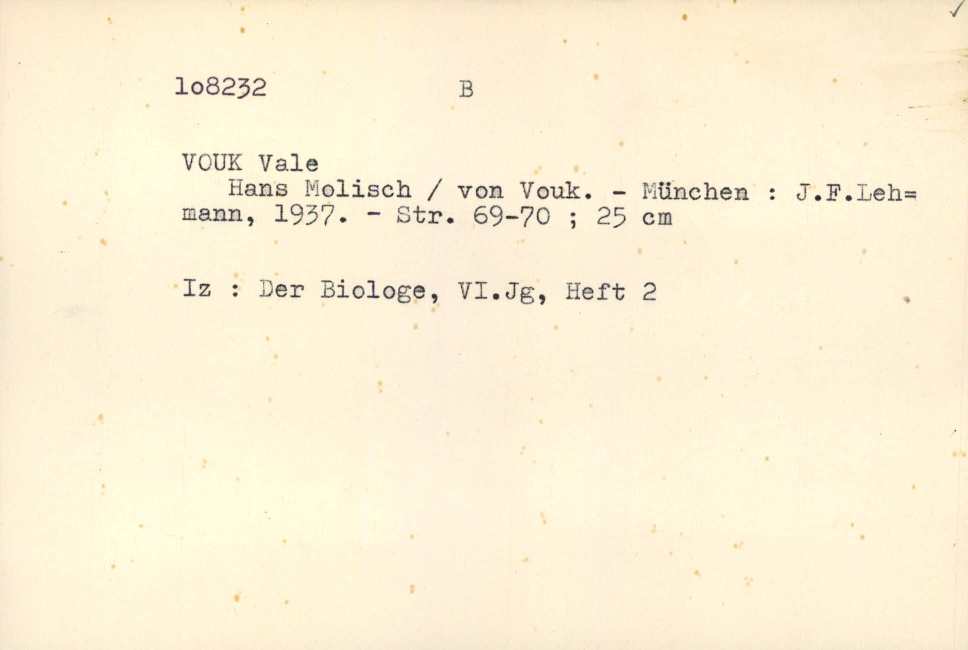 lo8232 B
VOUK Vale
Hans Molisch / von Vouk. - München : J.F.Leh=
mann, 1937. - Str. 69-70 ; 25 cm
Iz : Der Biologe, VI.Jg, Heft 2